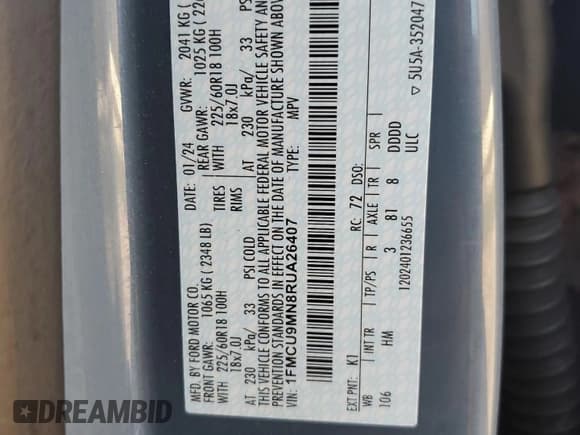 MFD. BY FORD MOTOR CO.
DATE: 01/24 GVWR: 2041 KG (
FRONT GAWR: 1065 KG ( 2348 LB) REAR GAWR: 1025 KG ( 226
WITH 225/60R18 100H TIRES WITH 225/60R18 100H
18x7.0J RIMS 18x7.0J
AT 230 kPa/ 33 PSI COLD AT 230 kPa/ 33 PS
THIS VEHICLE CONFORMS TO ALL APPLICABLE FEDERAL MOTOR VEHICLE SAFETY AN
PREVENTION STANDARDS IN EFFECT ON THE DATE OF MANUFACTURE SHOWN ABOV
VIN: 1FMCU9MN8RUA26407 TYPE: MPV
EXT PNT: K1 RC: 72 DSO:
WB INT TR TP/PS R AXLE TR SPR
106 HM 3 81 8 DDDD
1202401236655 ULC
▽ 5U5A-352047
DREAMBID